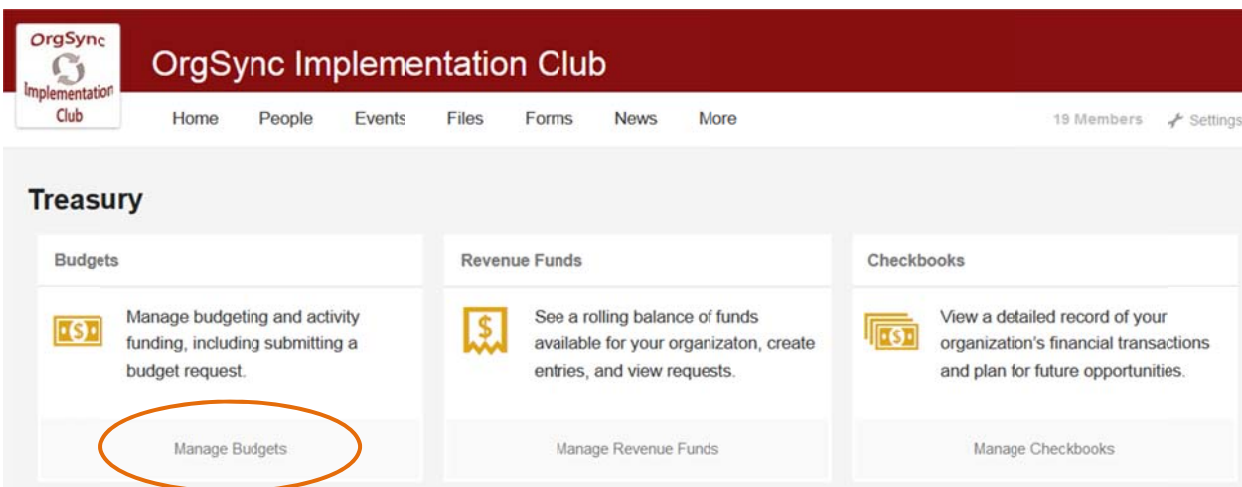 OrgSync
Implementation
Club
OrgSync Implementation Club
Home People Events Files Forms News More 19 Members Settings
Treasury
Budgets
Manage budgeting and activity
funding, including submitting a
budget request.
Manage Budgets
Revenue Funds
See a rolling balance of funds
available for your organizaton, create
entries, and view requests.
Manage Revenue Funds
Checkbooks
View a detailed record of your
organization's financial transactions
and plan for future opportunities.
Manage Checkbooks